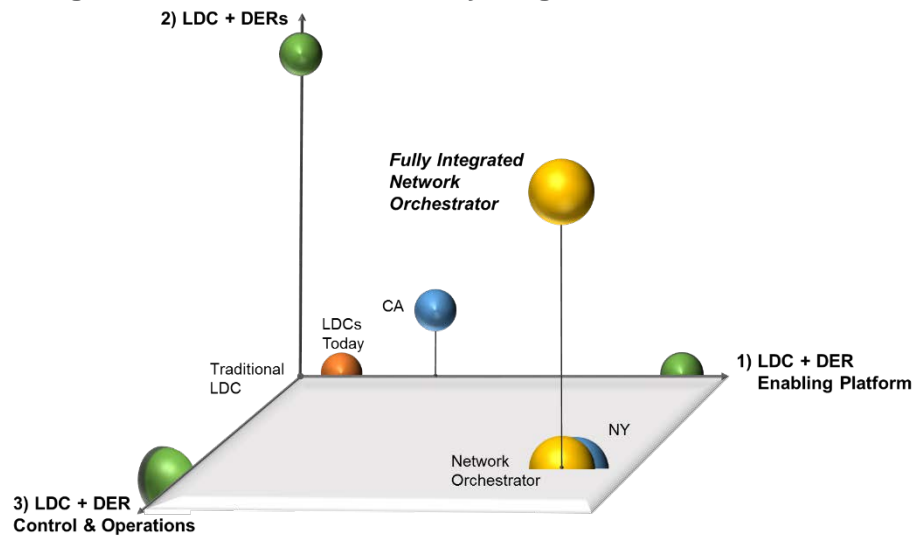 2) LDC + DERs
Fully Integrated
Network
Orchestrator
CA
LDCs
Today
Traditional
LDC
1) LDC + DER
Enabling Platform
NY
Network
Orchestrator
3) LDC + DER
Control & Operations